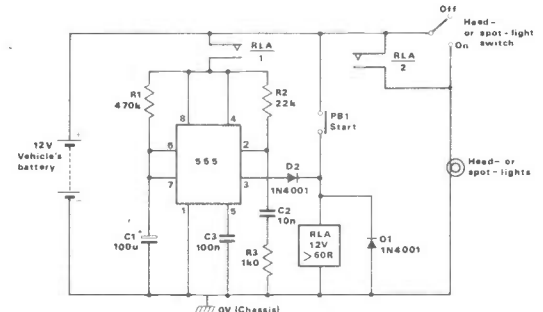 Off
Head-
or spot-light
switch
On
RLA
1
RLA
2
R1
470k
R2
22k
8
4
PB1
Start
12V
Vehicle's
battery
6
555
2
7
3
D2
1N4001
Head- or
spot-lights
1
5
C2
10n
C1
100u
+
C3
100n
R3
1k0
RLA
12V
>60R
D1
1N4001
0V (Chassis)